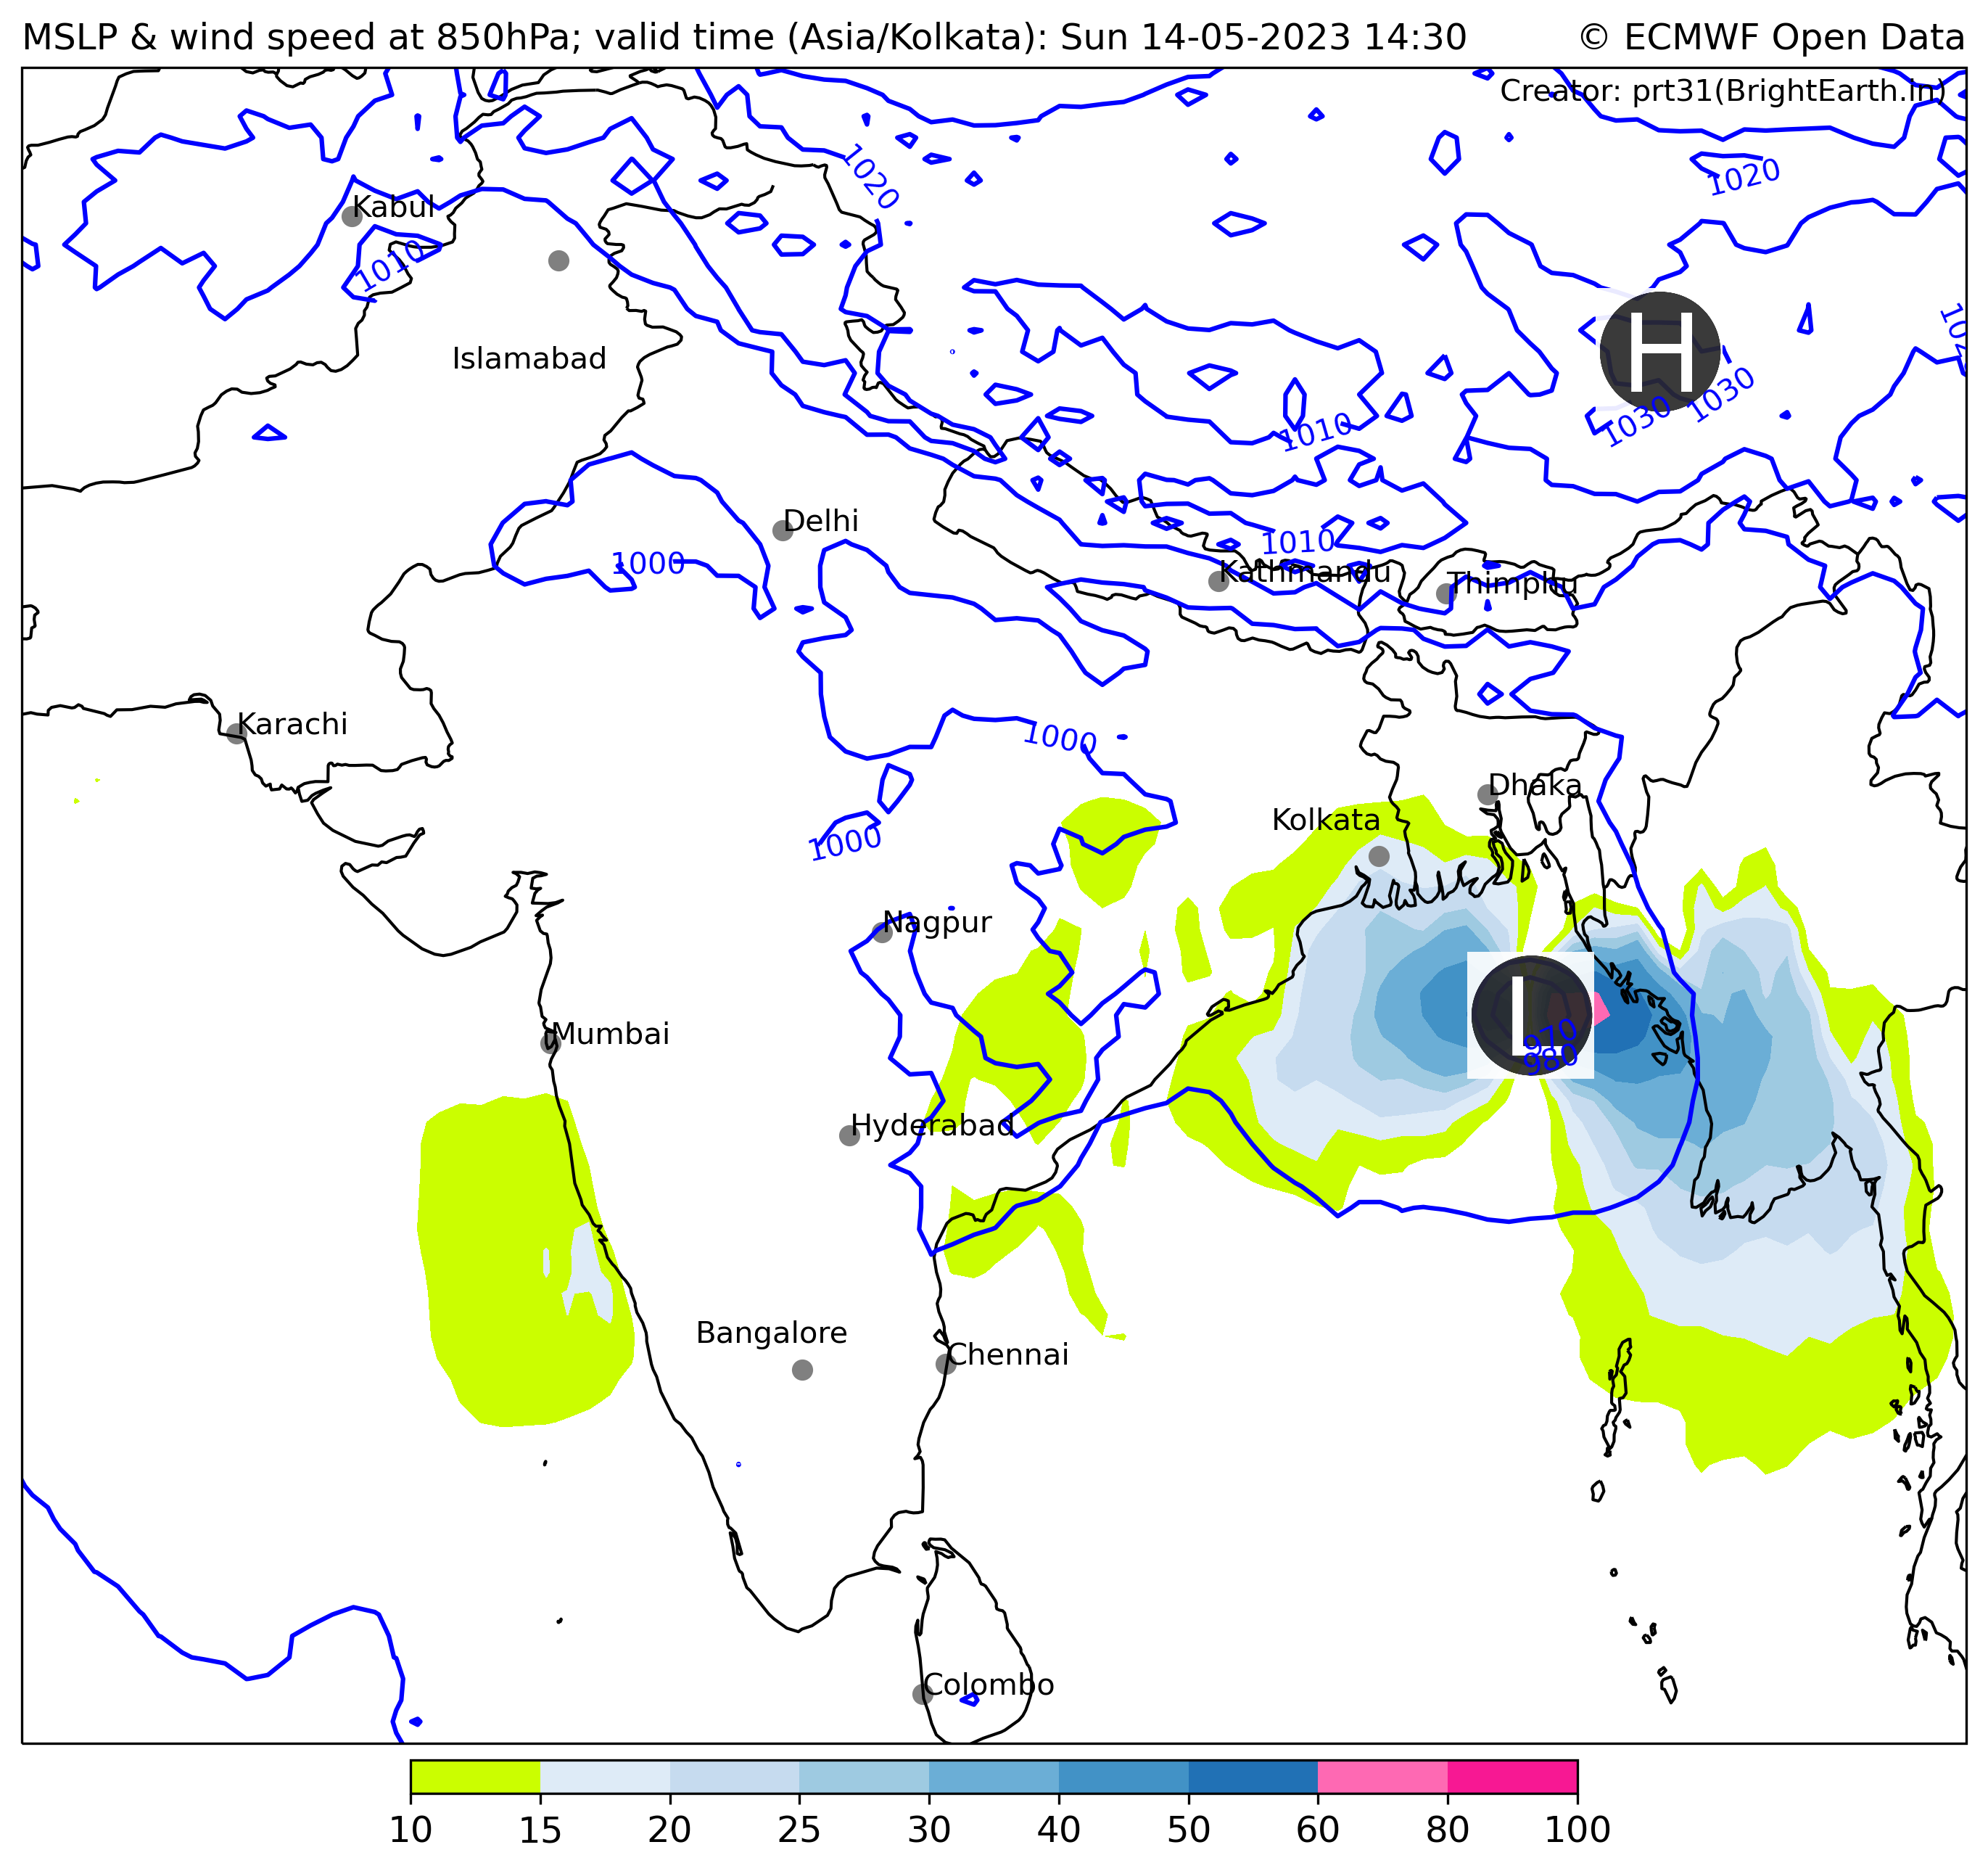 MSLP & wind speed at 850hPa; valid time (Asia/Kolkata): Sun 14-05-2023 14:30
© ECMWF Open Data
Creator: prt31(BrightEarth.in)
1020
1020
Kabul
1010
H
Islamabad
1030
1030
1010
Delhi
1010
1000
Kathmandu
Thimphu
Karachi
1000
Dhaka
Kolkata
1000
Nagpur
L
970
980
Mumbai
Hyderabad
Bangalore
Chennai
Colombo
10 15 20 25 30 40 50 60 80 100